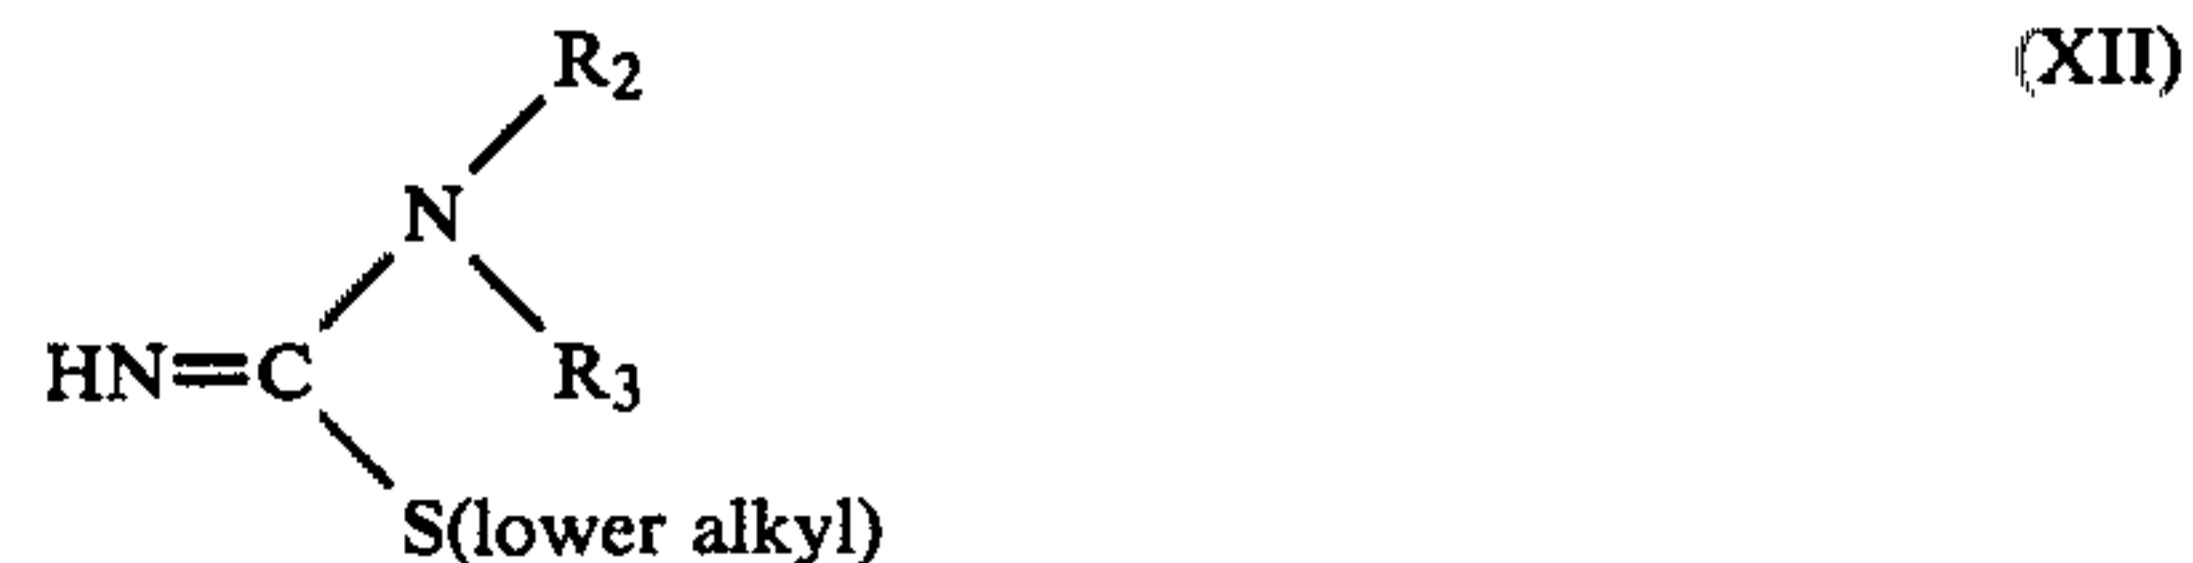 R2 (XII)
N
HN=C R3
S(lower alkyl)